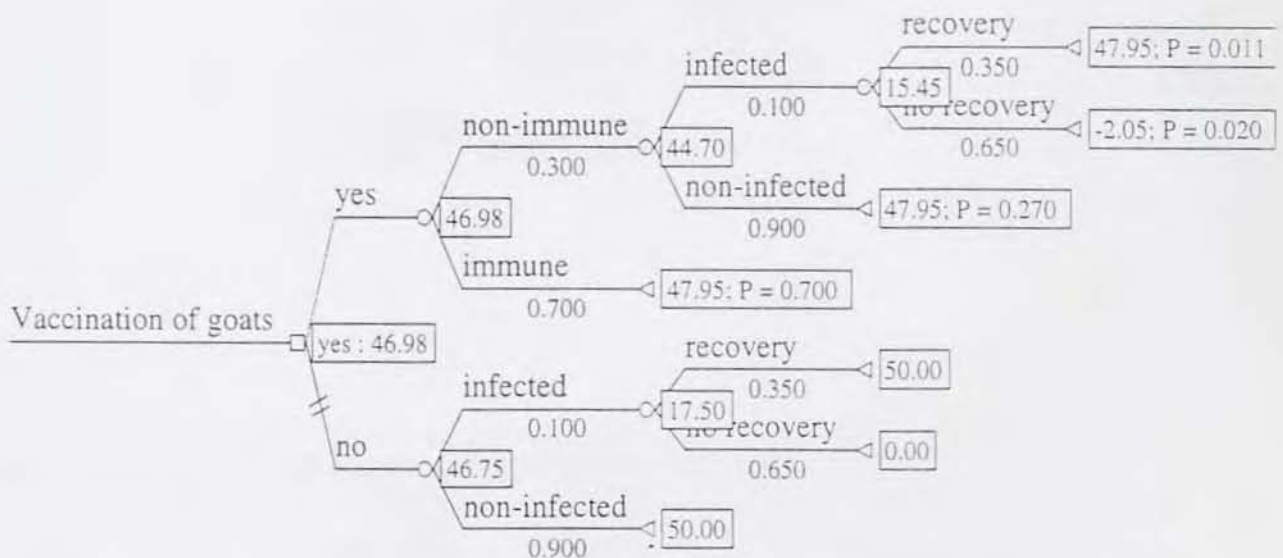 recovery
0.350
47.95; P = 0.011
infected
0.100
15.45
no recovery
0.650
-2.05; P = 0.020
non-immune
0.300
44.70
non-infected
0.900
47.95; P = 0.270
yes
46.98
immune
0.700
47.95; P = 0.700
Vaccination of goats
yes : 46.98
recovery
0.350
50.00
infected
0.100
17.50
no recovery
0.650
0.00
no
46.75
non-infected
0.900
50.00